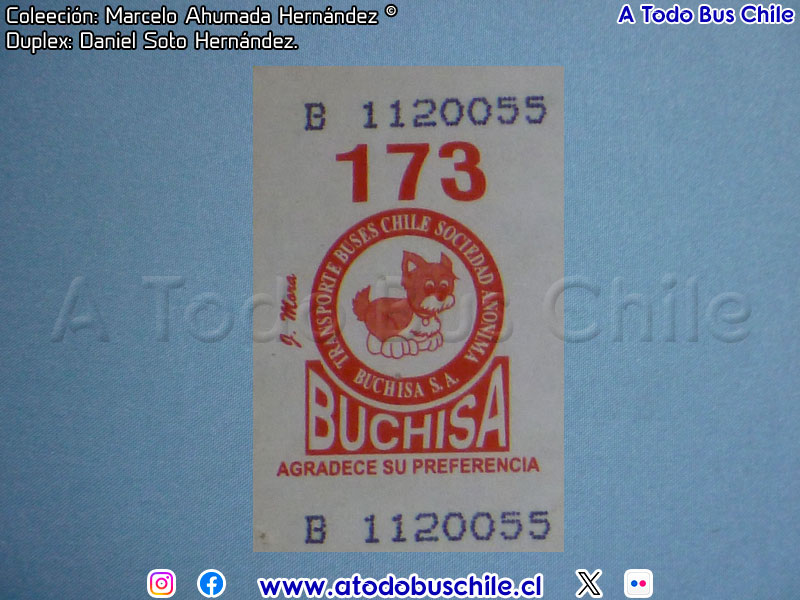 Coleección: Marcelo Ahumada Hernández ©
Duplex: Daniel Soto Hernández.
A Todo Bus Chile
B 1120055
173
TRANSPORTE BUSES CHILE SOCIEDAD ANONIMA
BUCHISA S.A.
J. Mora
A Todo Bus Chile
BUCHISA
AGRADECE SU PREFERENCIA
B 1120055
www.atodobuschile.cl